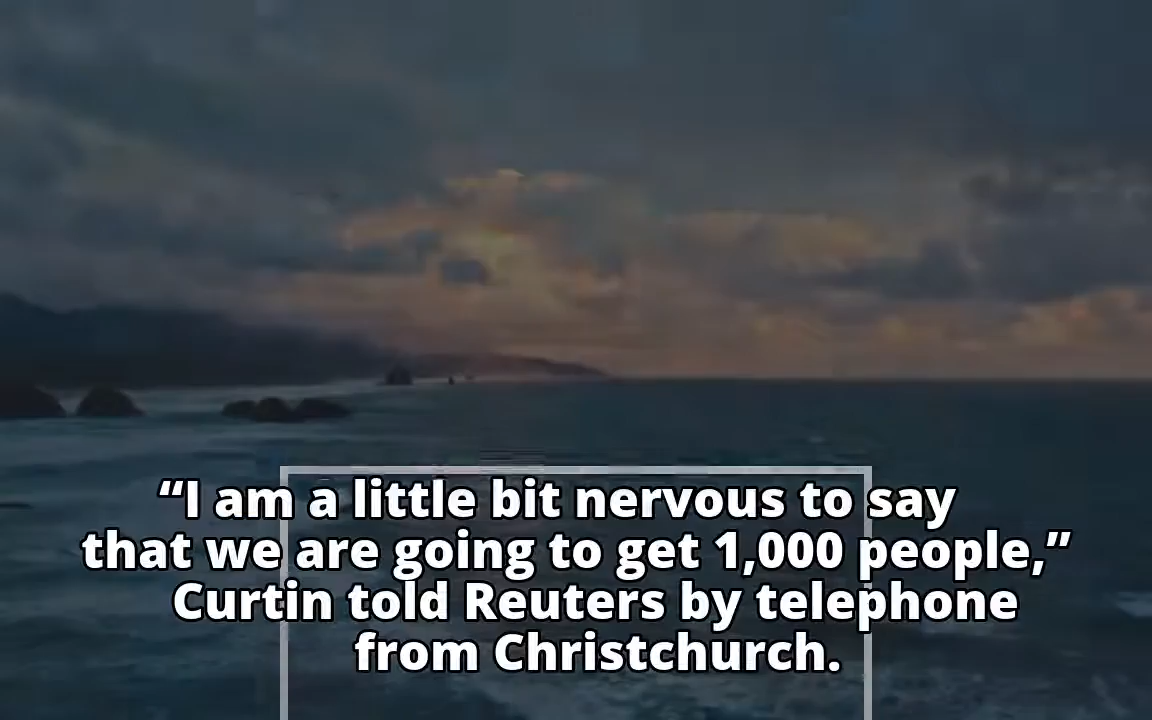 “I am a little bit nervous to say
that we are going to get 1,000 people,”
Curtin told Reuters by telephone
from Christchurch.